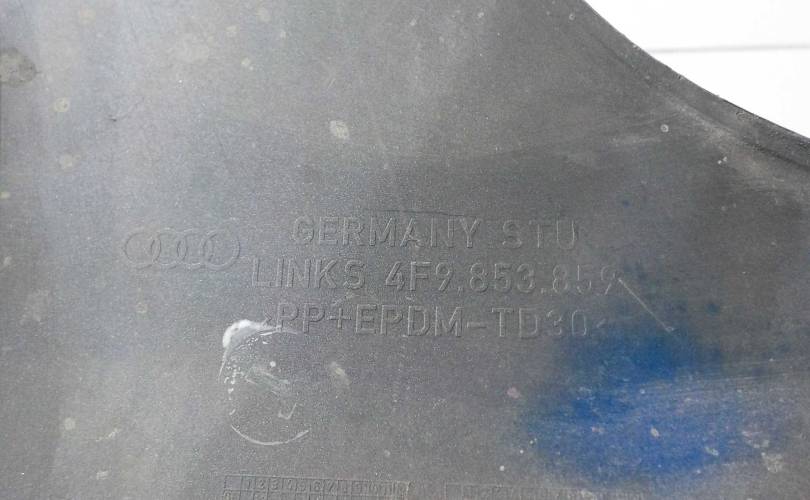 GERMANY STU
LINKS 4F9.853.859
>PP+EPDM-TD30<